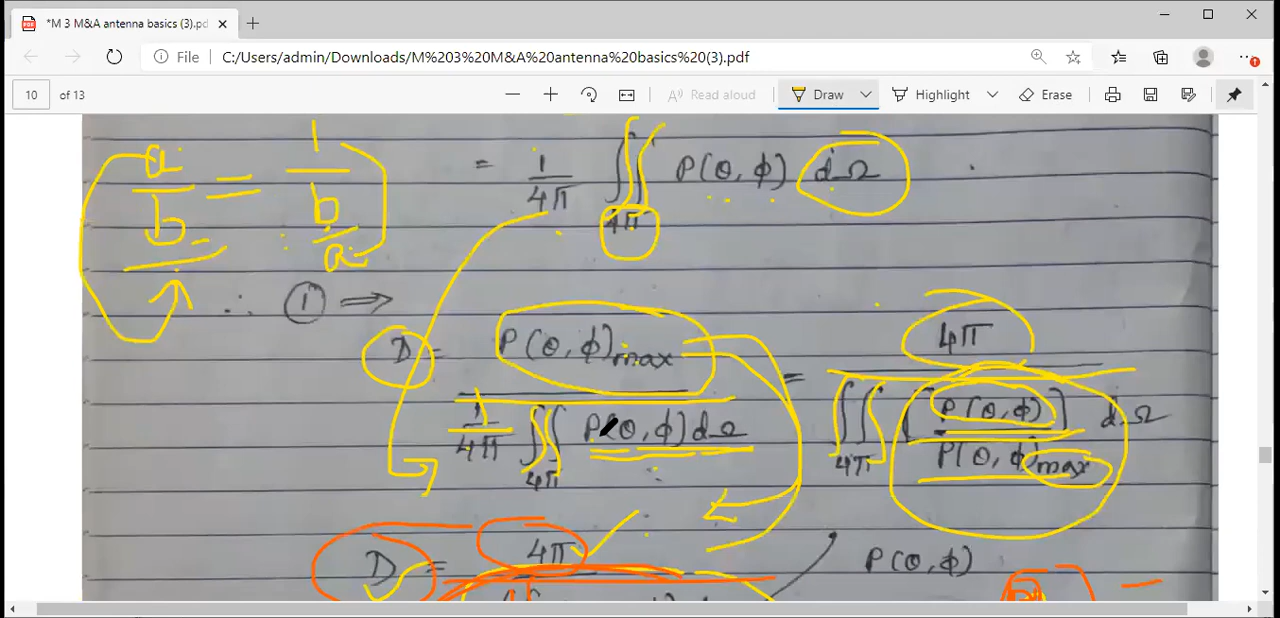 *M 3 M&A antenna basics (3).pd
File C:/Users/admin/Downloads/M%203%20M&A%20antenna%20basics%20(3).pdf
10 of 13 Read aloud Draw Highlight Erase
a/b = 1/(b/a)
= 1/4π ∫∫4π P(θ, φ) dΩ .
∴ ① ⇒
D = P(θ, φ)max / (1/4π ∫∫4π P(θ, φ) dΩ) = 4π / (∫∫4π [P(θ, φ) / P(θ, φ)max] dΩ)
D = 4π
P(θ, φ)